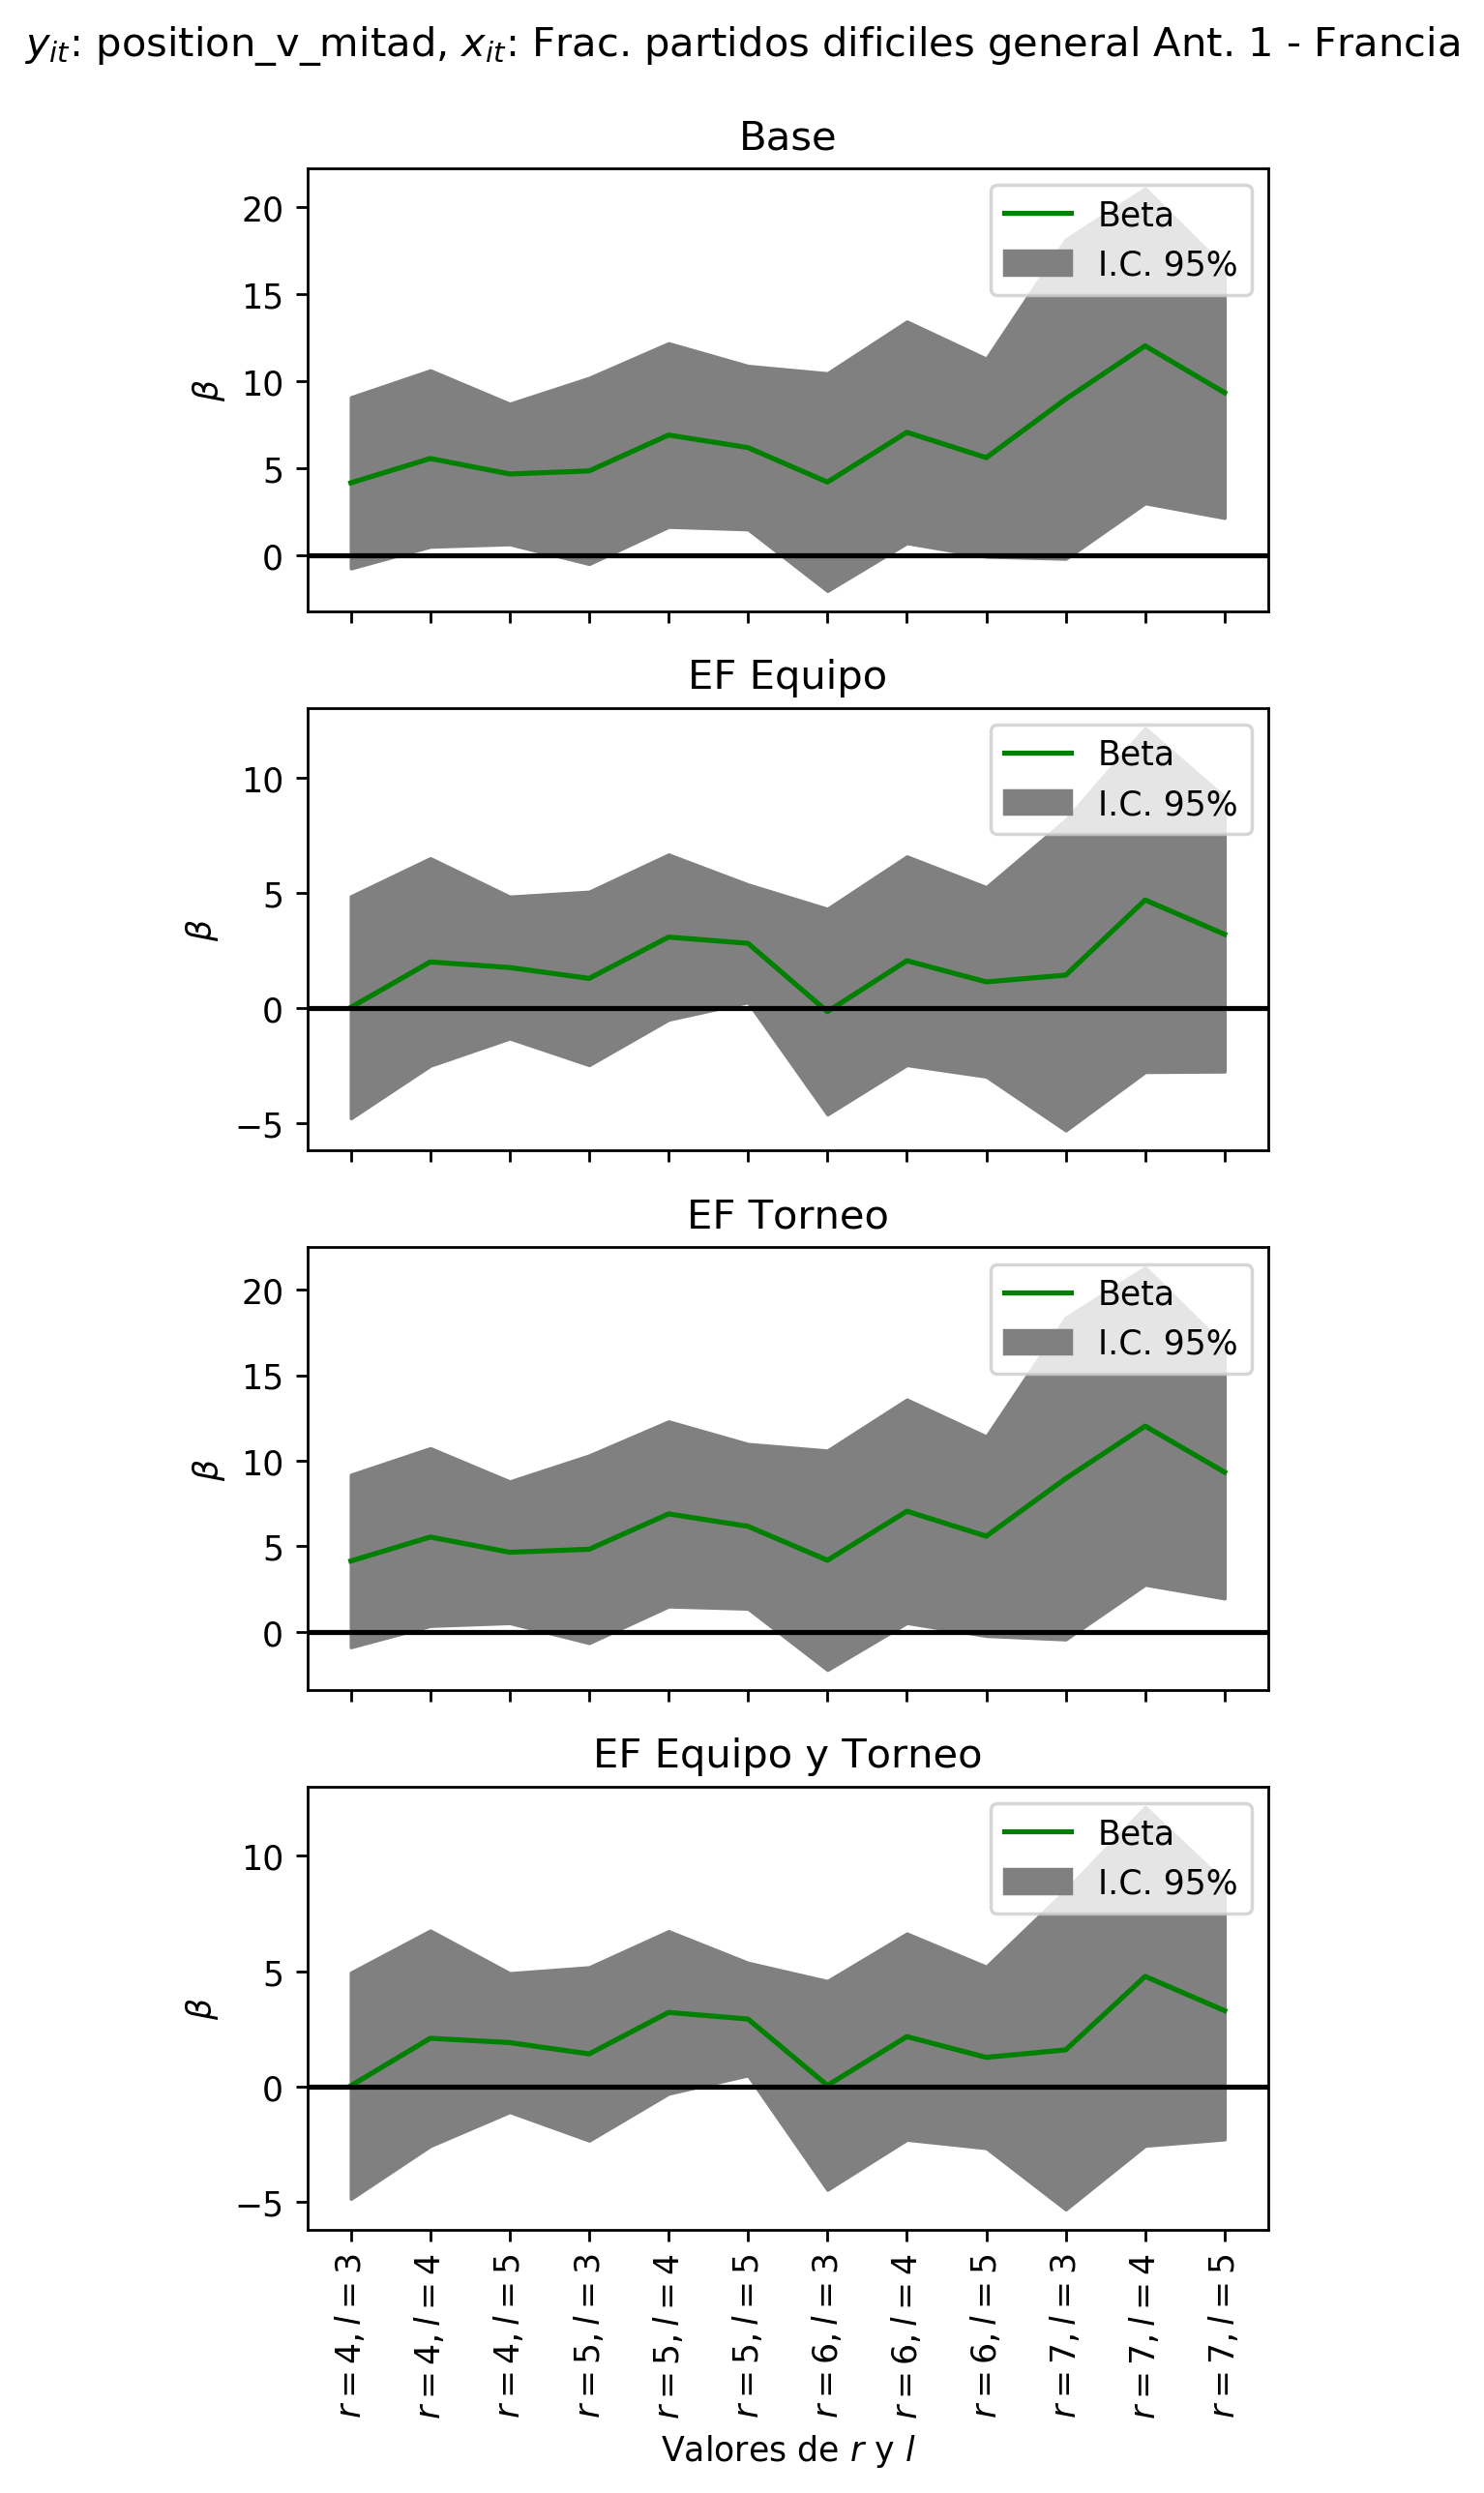 y_it: position_v_mitad, x_it: Frac. partidos dificiles general Ant. 1 - Francia
Base
Beta
I.C. 95%
20
15
10
5
0
β
EF Equipo
Beta
I.C. 95%
10
5
0
−5
β
EF Torneo
Beta
I.C. 95%
20
15
10
5
0
β
EF Equipo y Torneo
Beta
I.C. 95%
10
5
0
−5
β
r = 4, l = 3
r = 4, l = 4
r = 4, l = 5
r = 5, l = 3
r = 5, l = 4
r = 5, l = 5
r = 6, l = 3
r = 6, l = 4
r = 6, l = 5
r = 7, l = 3
r = 7, l = 4
r = 7, l = 5
Valores de r y l